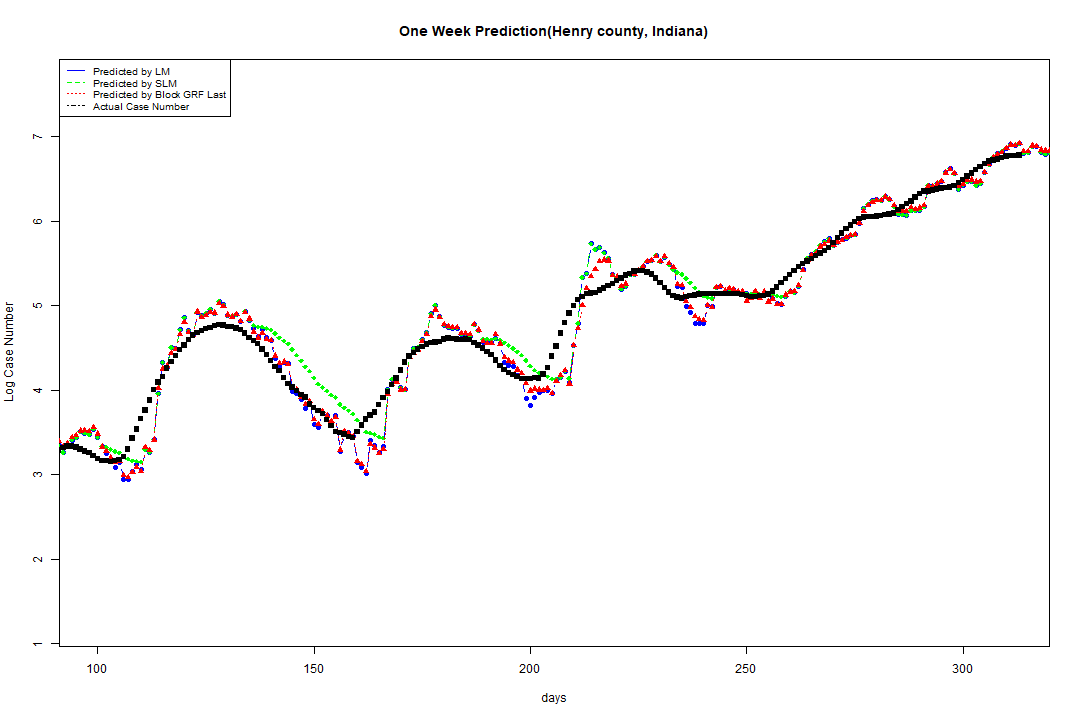 One Week Prediction(Henry county, Indiana)
Predicted by LM
Predicted by SLM
Predicted by Block GRF Last
Actual Case Number
7
6
5
4
3
2
1
Log Case Number
100 150 200 250 300
days